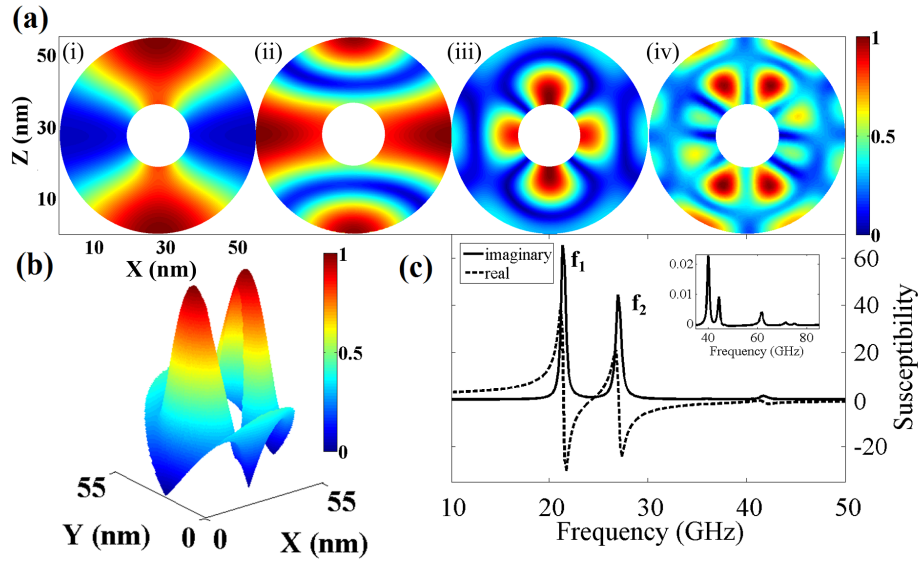 (a)
(i) (ii) (iii) (iv)
Z (nm)
50
30
10
10 30 50
X (nm)
1
0.5
0
(b)
1
0.5
0
55
Y (nm)
0 0
X (nm)
55
(c)
imaginary
real
f1
f2
0.02
0.01
0
40 60 80
Frequency (GHz)
60
40
20
0
-20
Susceptibility
10 20 30 40 50
Frequency (GHz)